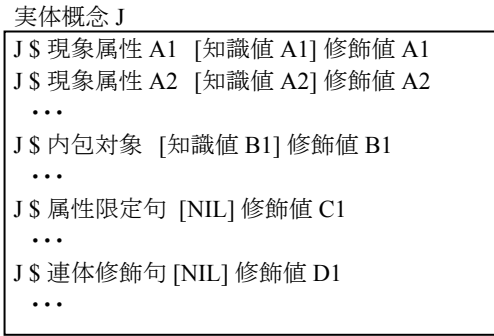 実体概念 J
J $ 現象属性 A1 [知識値 A1] 修飾値 A1
J $ 現象属性 A2 [知識値 A2] 修飾値 A2
・・・
J $ 内包対象 [知識値 B1] 修飾値 B1
・・・
J $ 属性限定句 [NIL] 修飾値 C1
・・・
J $ 連体修飾句 [NIL] 修飾値 D1
・・・